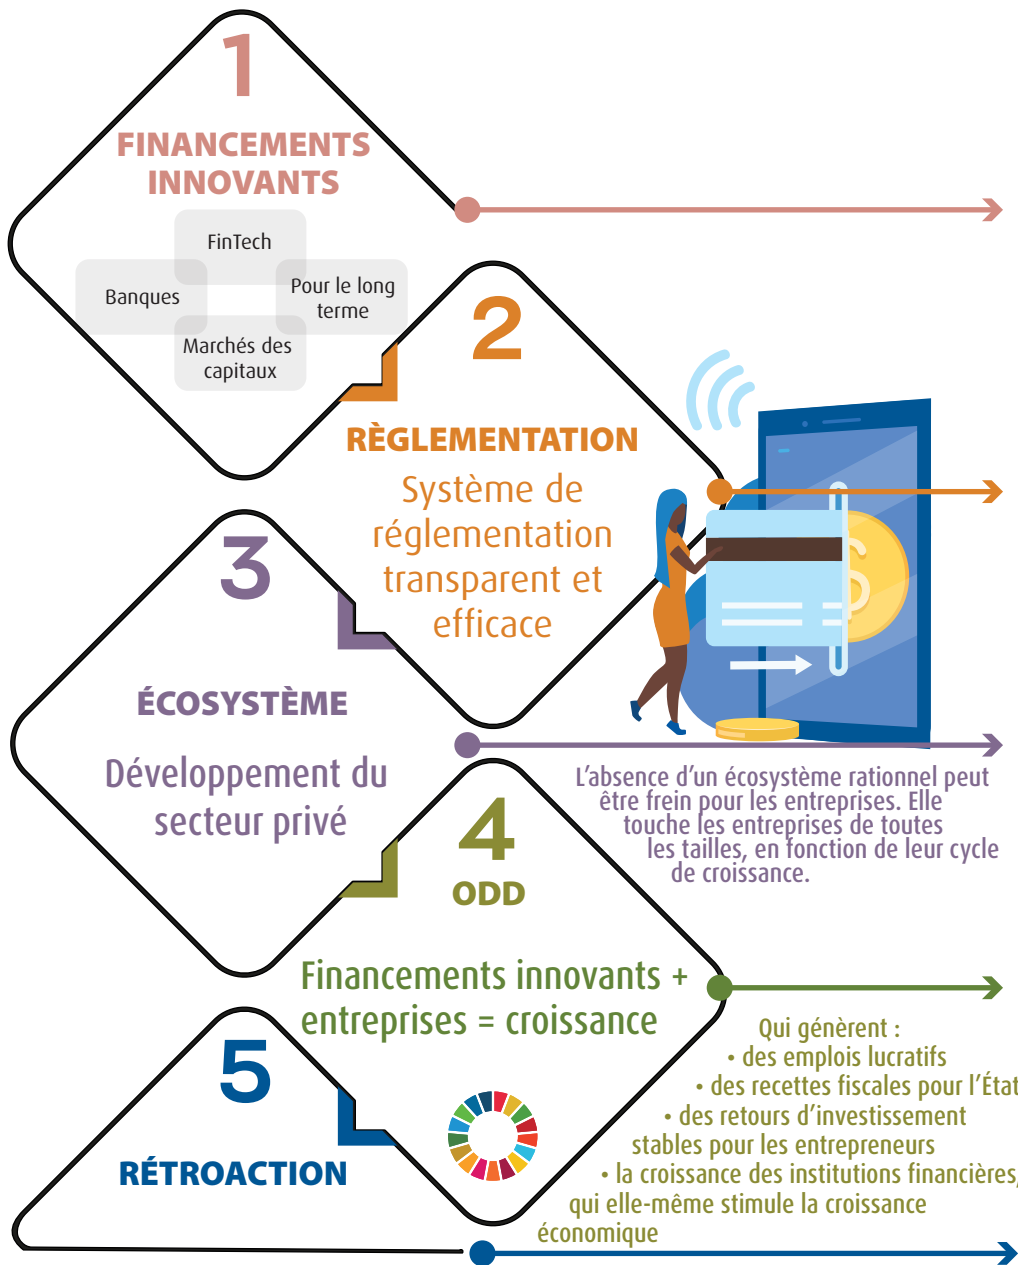 1
FINANCEMENTS
INNOVANTS
FinTech
Banques
Pour le long
terme
Marchés des
capitaux
2
RÈGLEMENTATION
Système de
réglementation
transparent et
efficace
3
ÉCOSYSTÈME
Développement du
secteur privé
L’absence d’un écosystème rationnel peut
être frein pour les entreprises. Elle
touche les entreprises de toutes
les tailles, en fonction de leur cycle
de croissance.
4
ODD
Financements innovants +
entreprises = croissance
Qui génèrent :
• des emplois lucratifs
• des recettes fiscales pour l’État
• des retours d’investissement
stables pour les entrepreneurs
• la croissance des institutions financières,
qui elle-même stimule la croissance
économique
5
RÉTROACTION